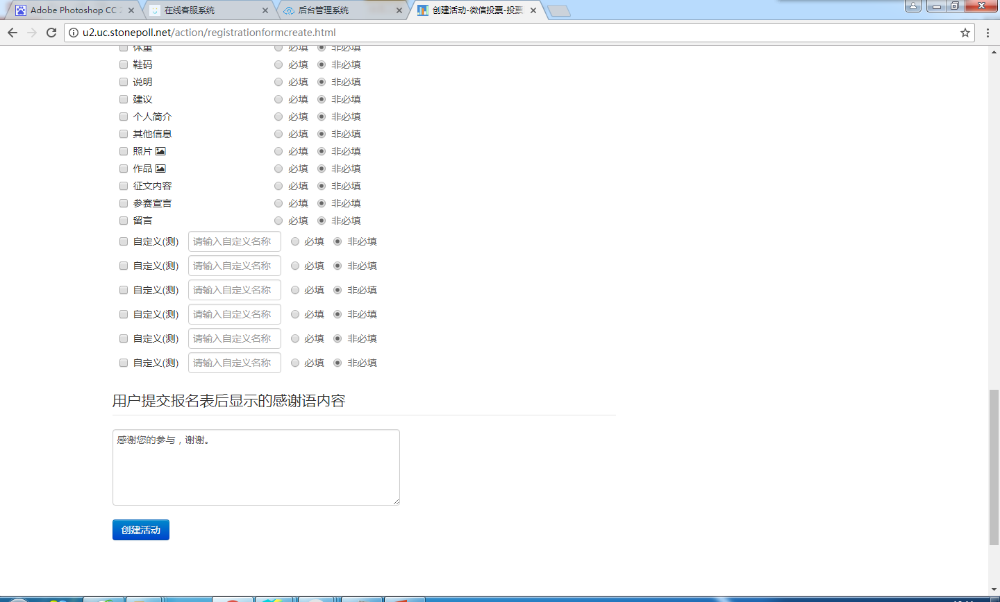 Adobe Photoshop CC 2
在线客服系统
后台管理系统
创建活动-微信投票-投票
u2.uc.stonepoll.net/action/registrationformcreate.html
体重 必填 非必填
鞋码 必填 非必填
说明 必填 非必填
建议 必填 非必填
个人简介 必填 非必填
其他信息 必填 非必填
照片 必填 非必填
作品 必填 非必填
征文内容 必填 非必填
参赛宣言 必填 非必填
留言 必填 非必填
自定义(测) 请输入自定义名称 必填 非必填
自定义(测) 请输入自定义名称 必填 非必填
自定义(测) 请输入自定义名称 必填 非必填
自定义(测) 请输入自定义名称 必填 非必填
自定义(测) 请输入自定义名称 必填 非必填
自定义(测) 请输入自定义名称 必填 非必填
用户提交报名表后显示的感谢语内容
感谢您的参与，谢谢。
创建活动